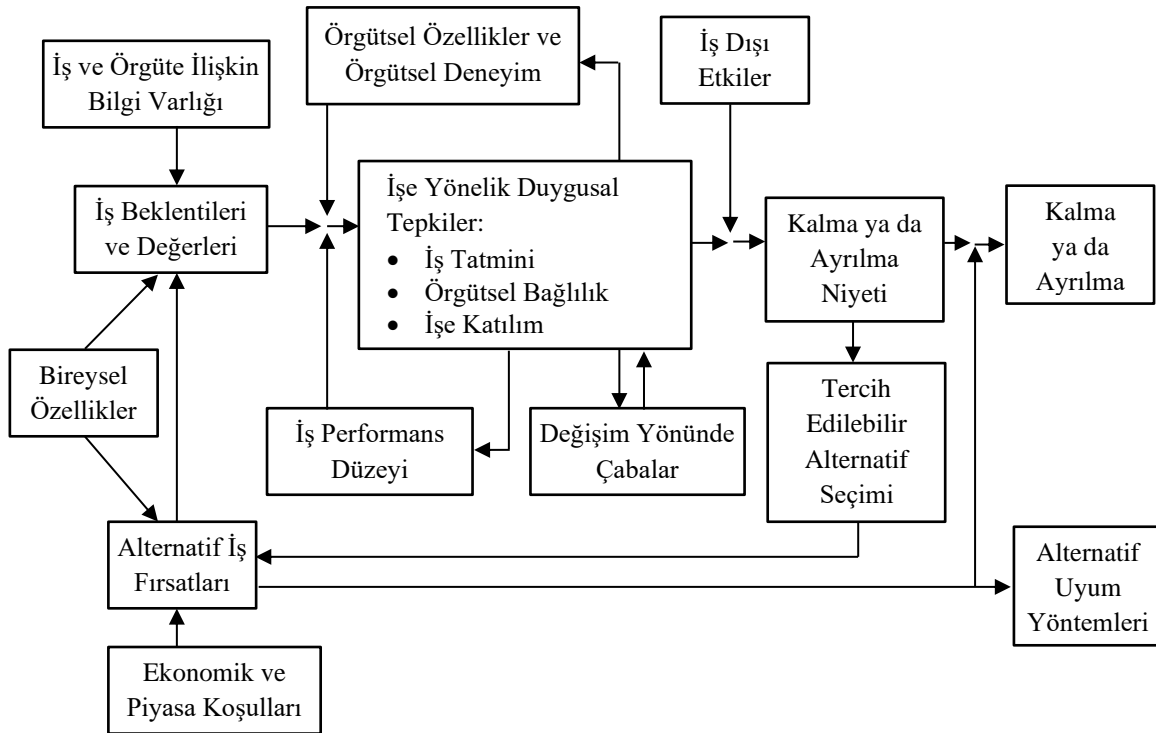 İş ve Örgüte İlişkin
Bilgi Varlığı
Örgütsel Özellikler ve
Örgütsel Deneyim
İş Dışı
Etkiler
İş Beklentileri
ve Değerleri
İşe Yönelik Duygusal
Tepkiler:
• İş Tatmini
• Örgütsel Bağlılık
• İşe Katılım
Kalma ya da
Ayrılma
Niyeti
Kalma
ya da
Ayrılma
Bireysel
Özellikler
İş Performans
Düzeyi
Değişim Yönünde
Çabalar
Tercih
Edilebilir
Alternatif
Seçimi
Alternatif İş
Fırsatları
Alternatif
Uyum
Yöntemleri
Ekonomik ve
Piyasa Koşulları